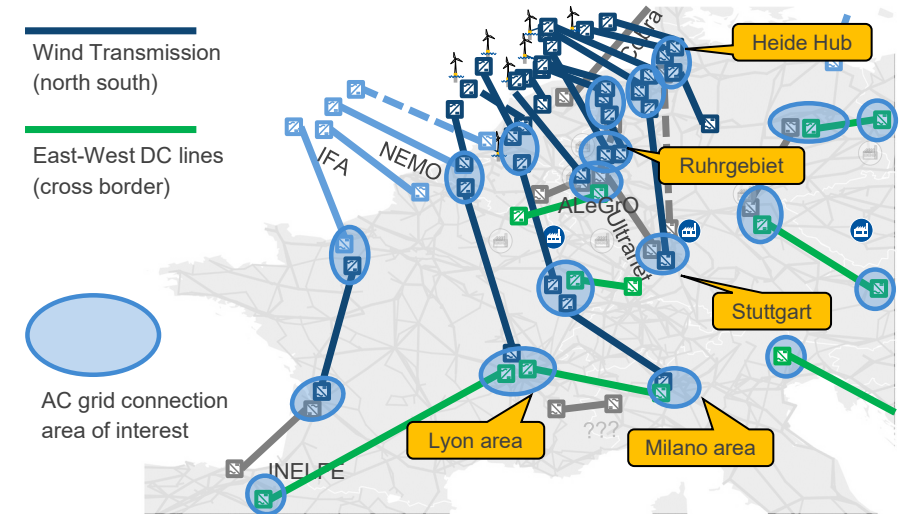 Wind Transmission
(north south)
East-West DC lines
(cross border)
AC grid connection
area of interest
Cobra
Heide Hub
IFA
NEMO
Ruhrgebiet
ALeGrO
Ultranet
Stuttgart
Lyon area
???
Milano area
INELFE